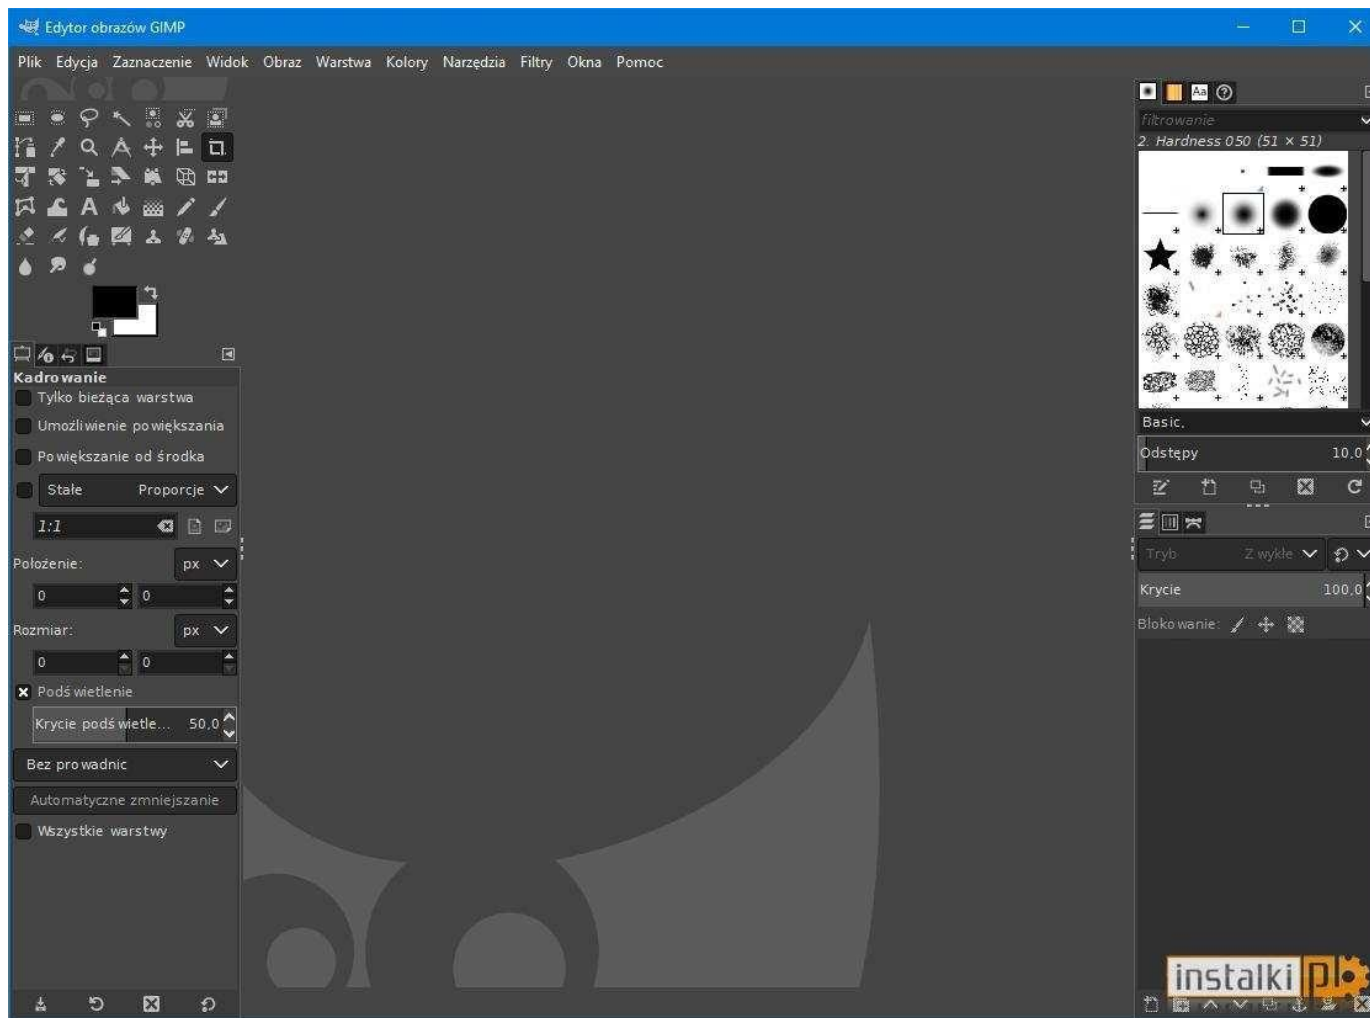 Edytor obrazów GIMP
Plik Edycja Zaznaczenie Widok Obraz Warstwa Kolory Narzędzia Filtry Okna Pomoc
Aa
filtrowanie
2. Hardness 050 (51 × 51)
A
Kadrowanie
Tylko bieżąca warstwa
Umożliwienie powiększania
Powiększanie od środka
Stałe Proporcje
1:1
Położenie: px
0 0
Rozmiar: px
0 0
Podświetlenie
Krycie podświetle... 50,0
Bez prowadnic
Automatyczne zmniejszanie
Wszystkie warstwy
Basic,
Odstępy 10,0
Tryb Zwykłe
Krycie 100,0
Blokowanie:
instalki pl